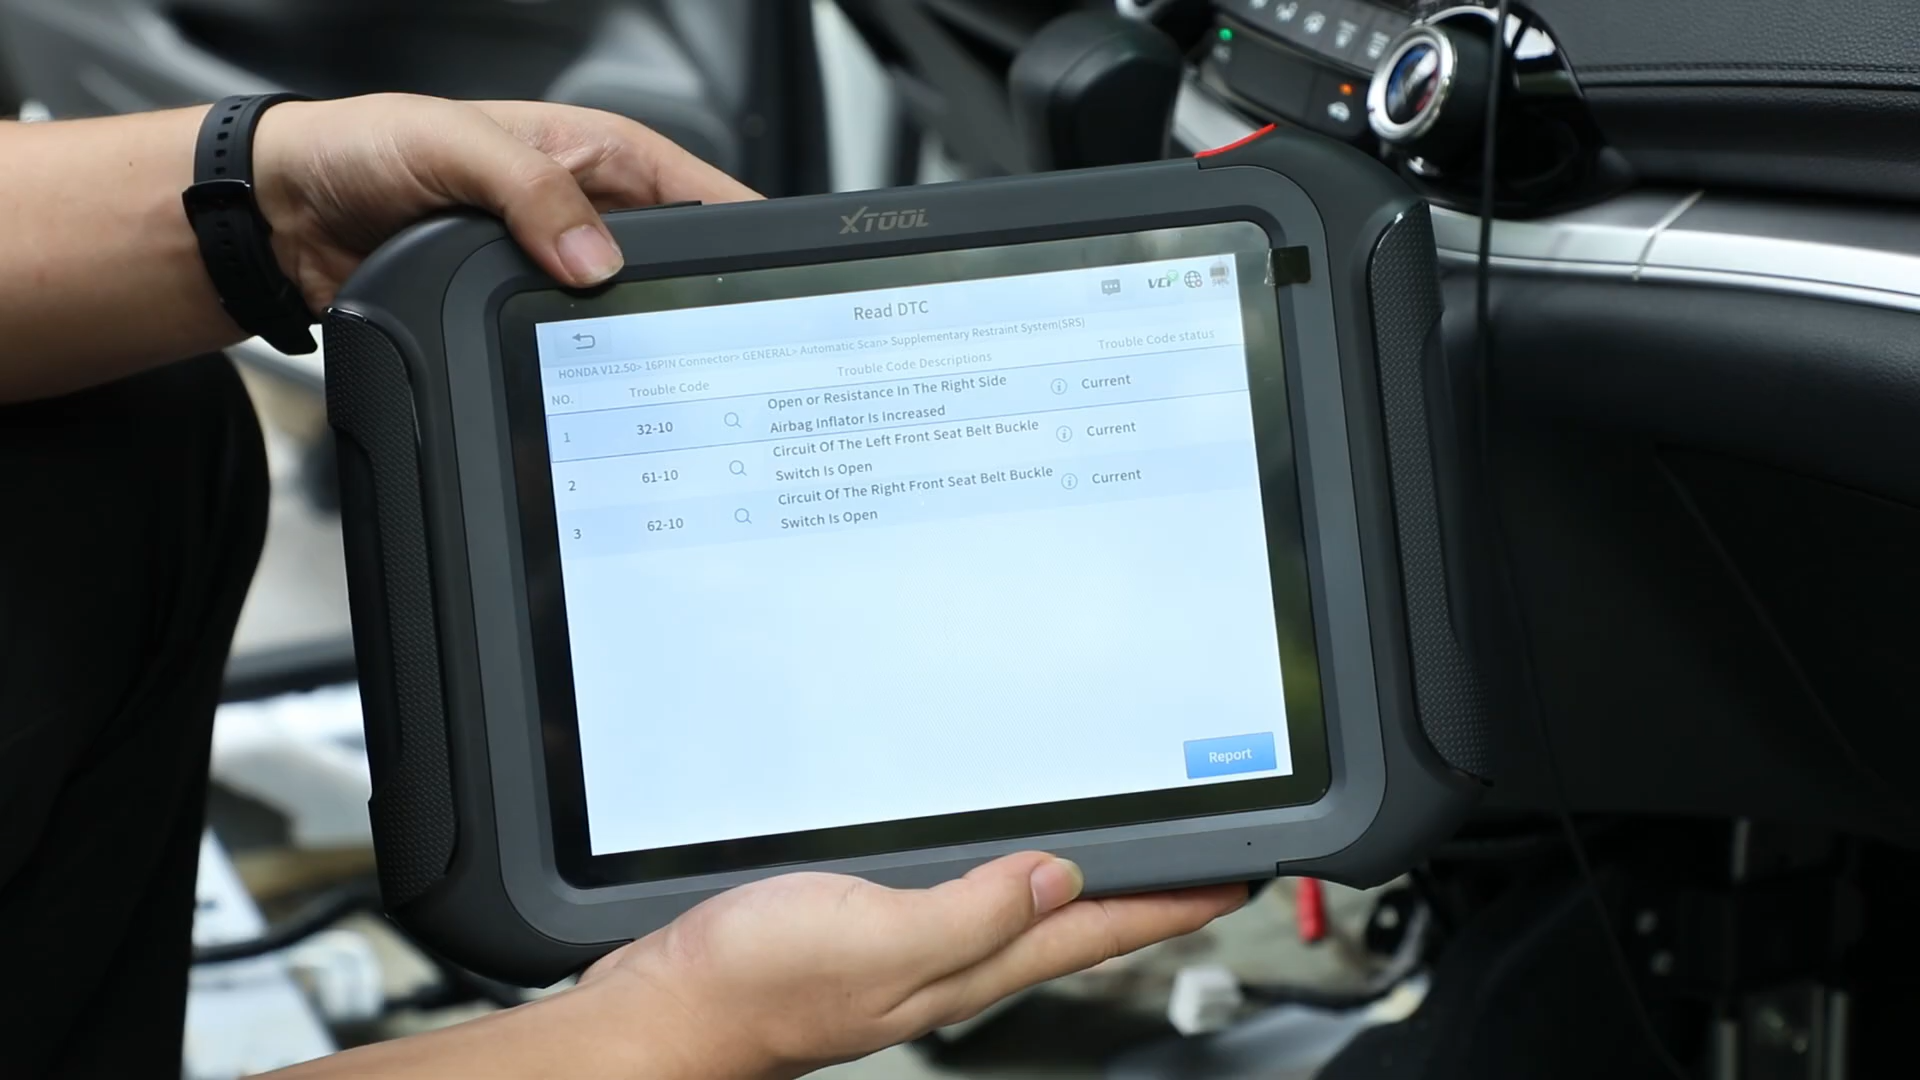 XTOOL
VCI
Read DTC
HONDA V12.50> 16PIN Connector> GENERAL> Automatic Scan> Supplementary Restraint System(SRS)
NO. Trouble Code Trouble Code Descriptions Trouble Code status
1 32-10 Open or Resistance In The Right Side Current
Airbag Inflator Is Increased
2 61-10 Circuit Of The Left Front Seat Belt Buckle Current
Switch Is Open
3 62-10 Circuit Of The Right Front Seat Belt Buckle Current
Switch Is Open
Report